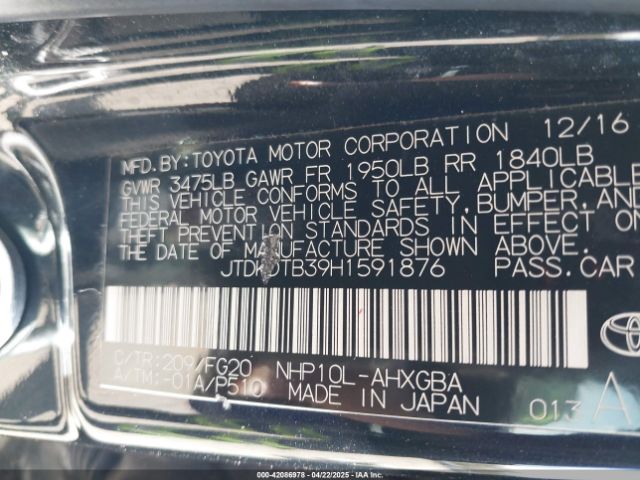 12/16
MFD.BY:TOYOTA MOTOR CORPORATION
GVWR 3475LB GAWR FR 1950LB RR 1840LB
THIS VEHICLE CONFORMS TO ALL APPLICABLE
FEDERAL MOTOR VEHICLE SAFETY, BUMPER, AND
THEFT PREVENTION STANDARDS IN EFFECT ON
THE DATE OF MANUFACTURE SHOWN ABOVE.
PASS.CAR
C/TR:209/FG20 NHP10L-AHXGBA
A/TM:-01A/P510 MADE IN JAPAN 013 A
TOYOTA
000-42086978 - 04/22/2025 - IAA Inc.